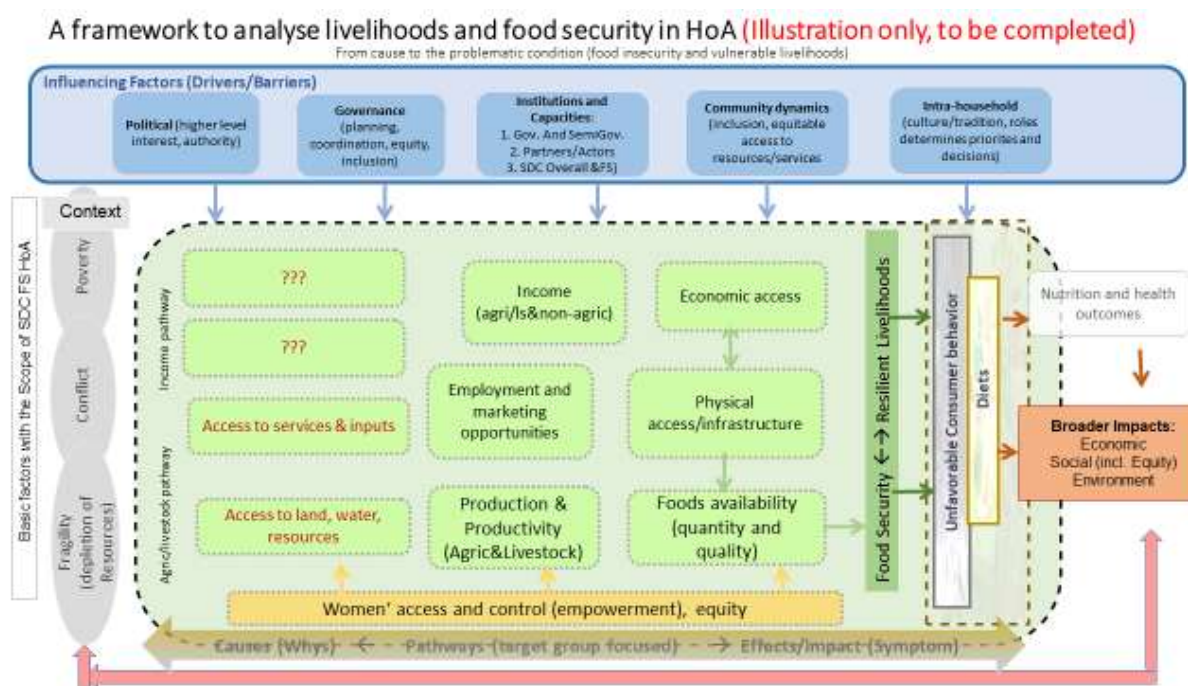 A framework to analyse livelihoods and food security in HoA (Illustration only, to be completed)
From cause to the problematic condition (food insecurity and vulnerable livelihoods)
Influencing Factors (Drivers/Barriers)
Political (higher level
interest, authority)
Governance
(planning,
coordination, equity,
inclusion)
Institutions and
Capacities:
1. Gov. And SemiGov.
2. Partners/Actors
3. SDC Overall &FS)
Community dynamics
(inclusion, equitable
access to
resources/services
Intra-household
(culture/tradition, roles
determines priorites and
decisions)
Basic factors with the Scope of SDC FS HoA
Context
Poverty
Conflict
Fragility
(depletion of
Resources)
Income pathway
Agric/livestock pathway
???
???
Access to services & inputs
Access to land, water,
resources
Income
(agri/ls&non-agric)
Employment and
marketing
opportunities
Production &
Productivity
(Agric&Livestock)
Economic access
Physical
access/infrastructure
Foods availability
(quantity and
quality)
Women' access and control (empowerment), equity
Food Security ← → Resilient Livelihoods
Unfavorable Consumer behavior
Diets
Nutrition and health
outcomes
Broader Impacts:
Economic
Social (incl. Equity)
Environment
Causes (Whys) ← Pathways (target group focused) → Effects/Impact (Symptom)